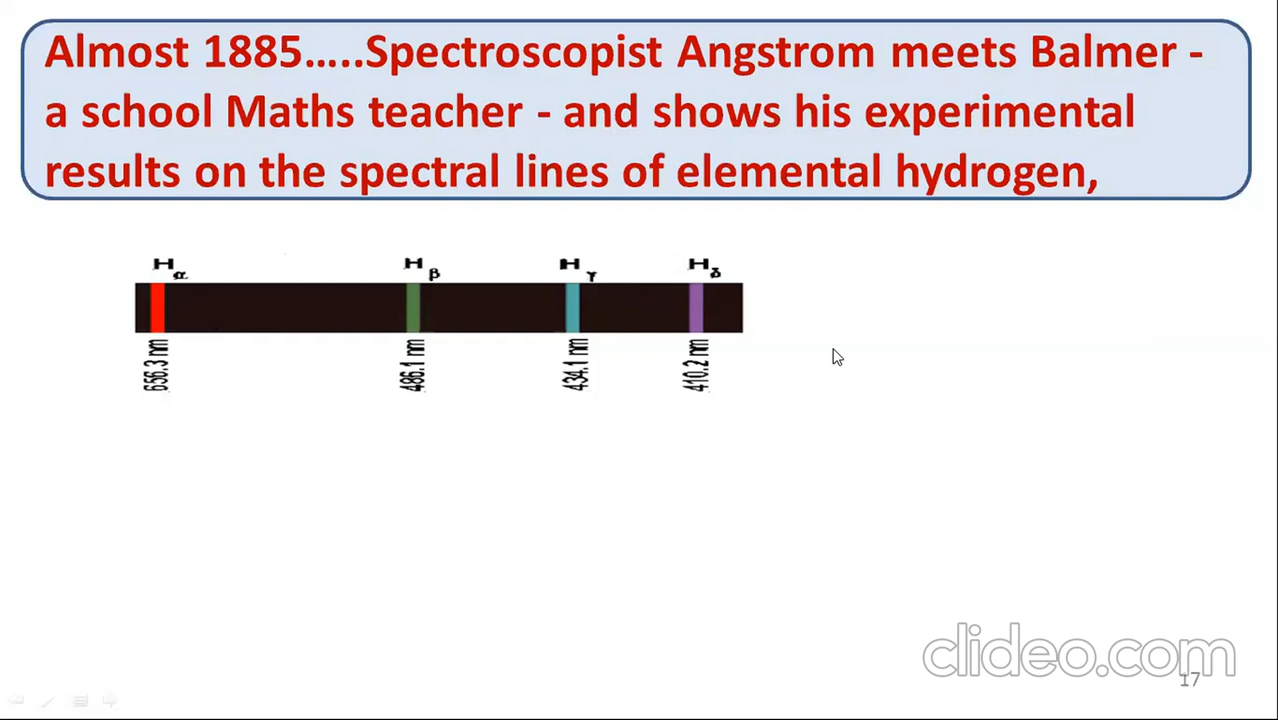 Almost 1885.....Spectroscopist Angstrom meets Balmer -
a school Maths teacher - and shows his experimental
results on the spectral lines of elemental hydrogen,
Hα Hβ Hγ Hδ
656.3 nm 486.1 nm 434.1 nm 410.2 nm
clideo.com
17